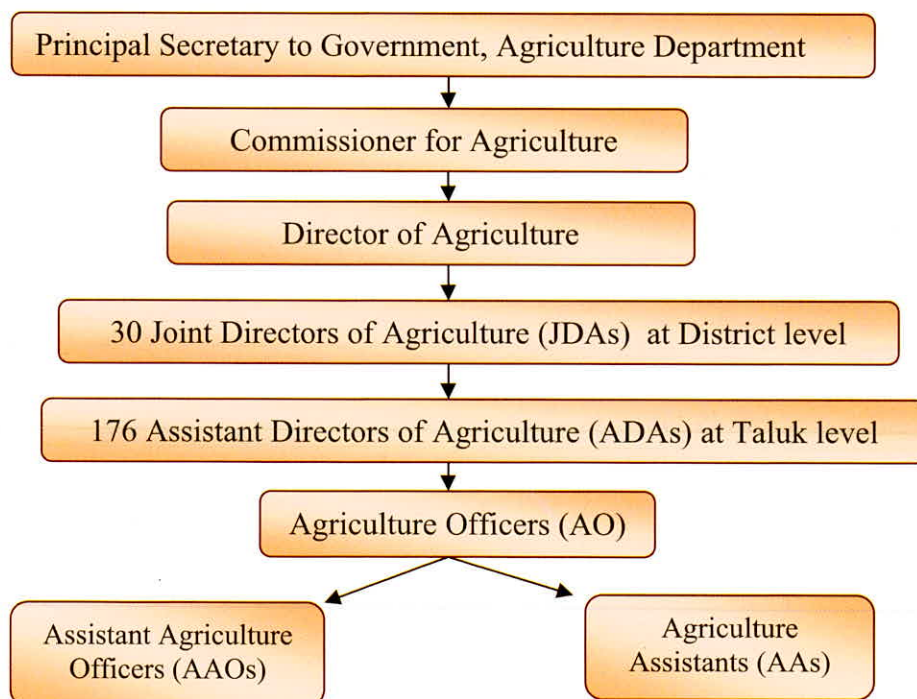 Principal Secretary to Government, Agriculture Department
Commissioner for Agriculture
Director of Agriculture
30 Joint Directors of Agriculture (JDAs) at District level
176 Assistant Directors of Agriculture (ADAs) at Taluk level
Agriculture Officers (AO)
Assistant Agriculture
Officers (AAOs)
Agriculture
Assistants (AAs)